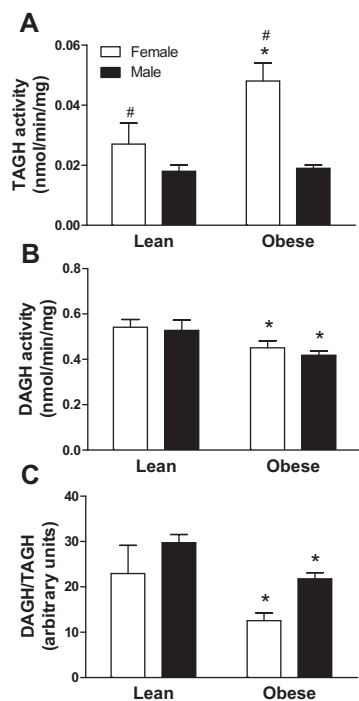 A
TAGH activity
(nmol/min/mg)
0.06
0.04
0.02
0.00
Female
Male
#
#
*
Lean
Obese
B
DAGH activity
(nmol/min/mg)
0.8
0.6
0.4
0.2
0.0
*
*
Lean
Obese
C
DAGH/TAGH
(arbitrary units)
40
30
20
10
0
*
*
Lean
Obese